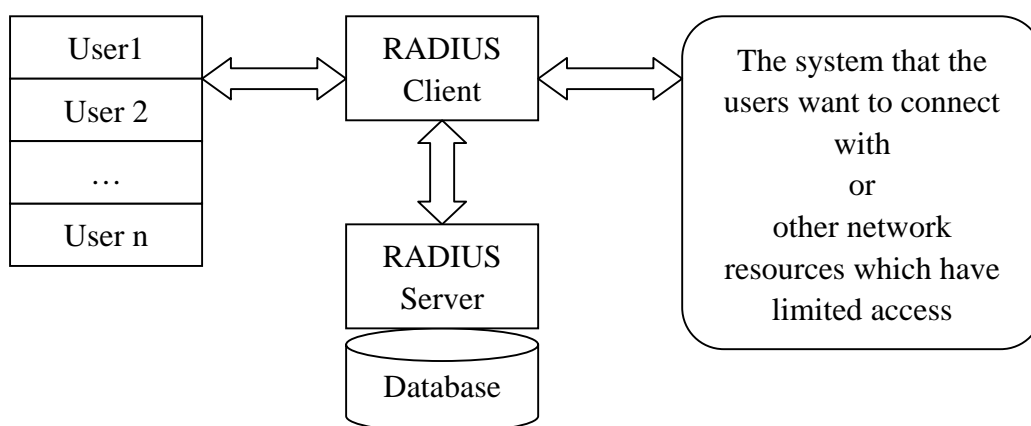 User1
User 2
…
User n
RADIUS
Client
RADIUS
Server
Database
The system that the
users want to connect
with
or
other network
resources which have
limited access